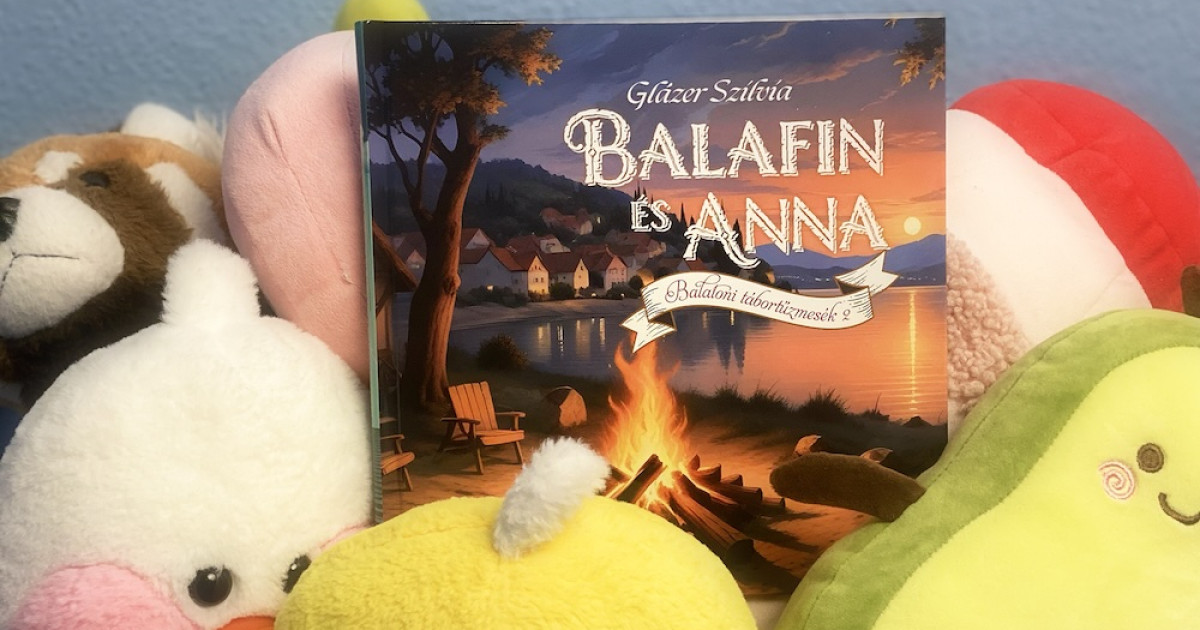 Glázer Szilvia
BALAFIN
ÉS ANNA
Balatoni tábortűzmesék 2